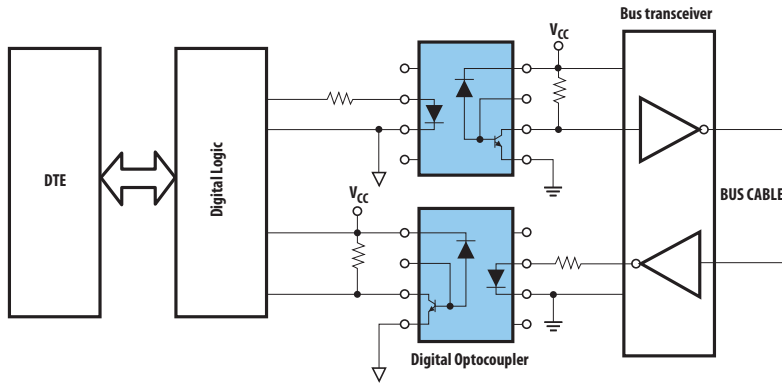 Bus transceiver
VCC
DTE
Digital Logic
BUS CABLE
VCC
Digital Optocoupler